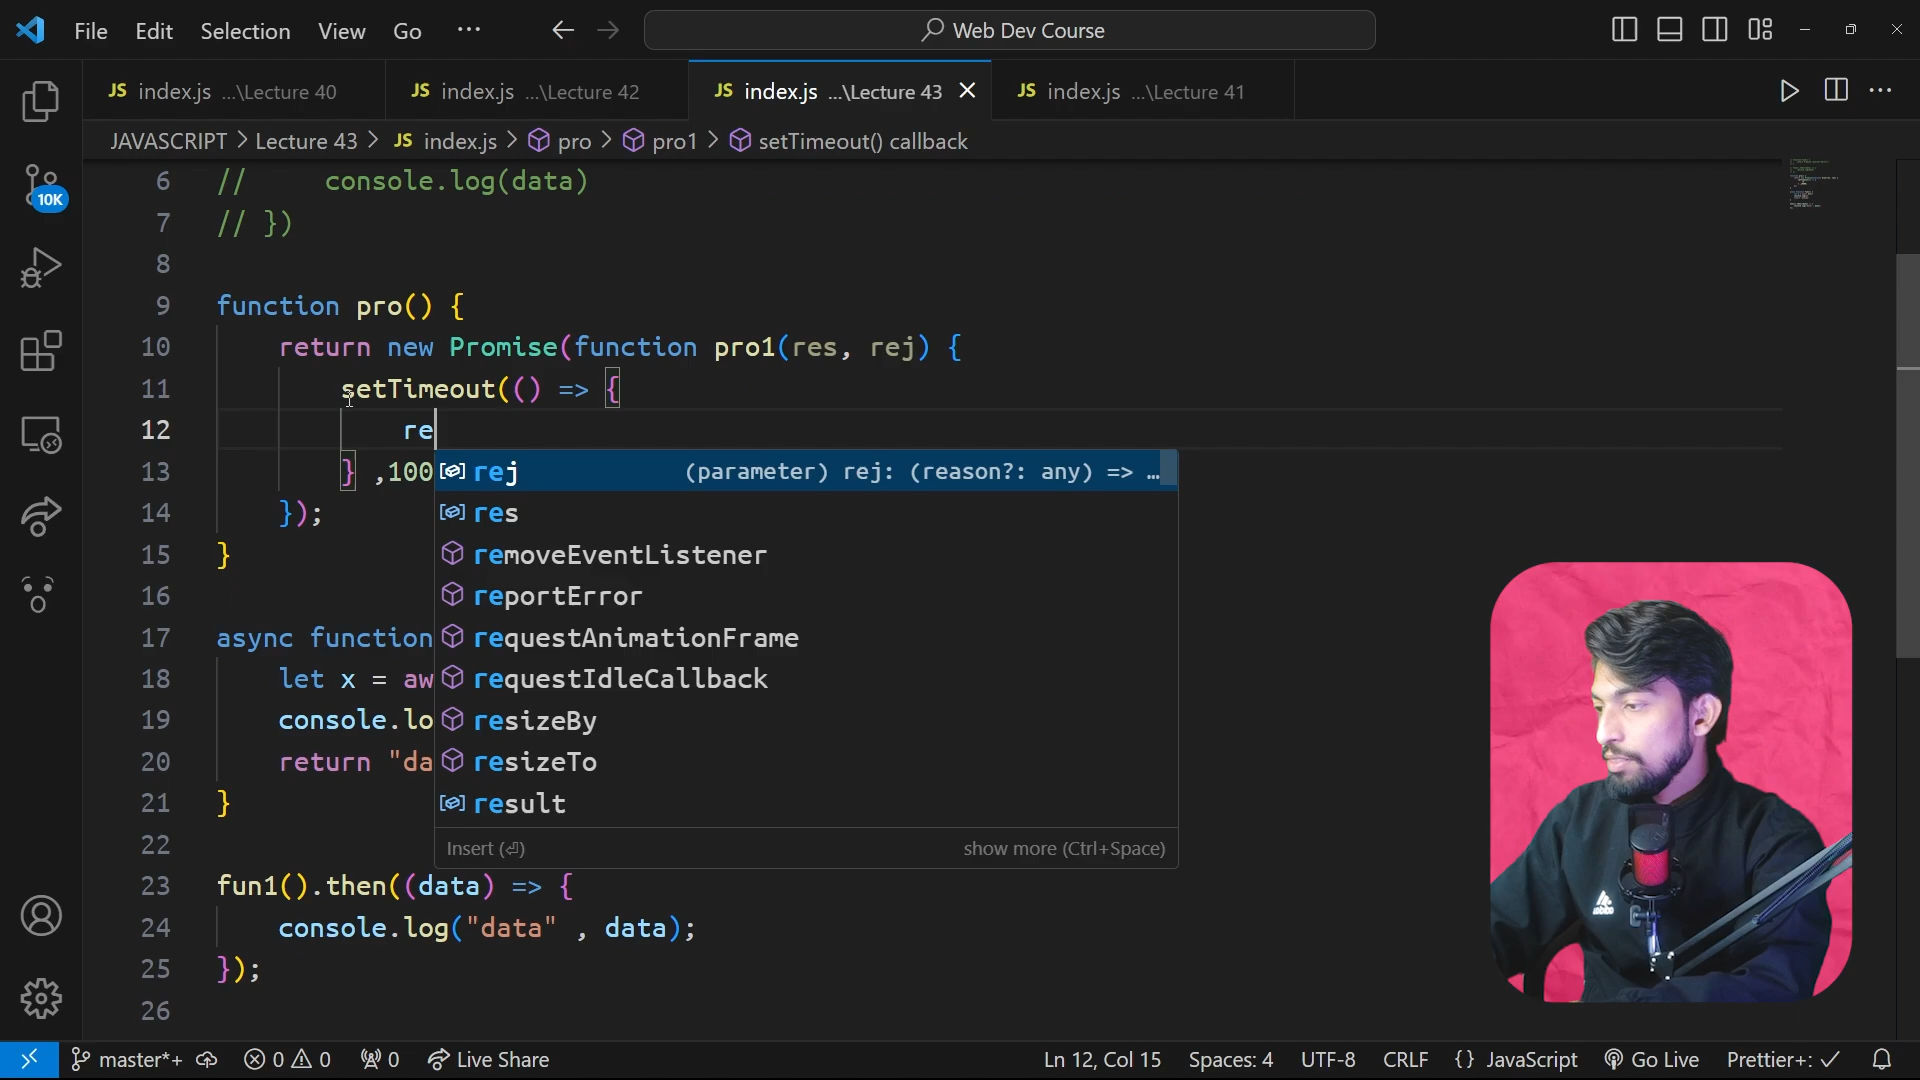 File Edit Selection View Go ··· Web Dev Course
JS index.js ...\Lecture 40 JS index.js ...\Lecture 42 JS index.js ...\Lecture 43 JS index.js ...\Lecture 41
JAVASCRIPT > Lecture 43 > JS index.js > pro > pro1 > setTimeout() callback
10K
6 // console.log(data)
7 // })
8
9 function pro() {
10 return new Promise(function pro1(res, rej) {
11 setTimeout(() => {
12 re
13 } ,100
14 });
15 }
16
17 async function
18 let x = aw
19 console.lo
20 return "da
21 }
22
23 fun1().then((data) => {
24 console.log("data" , data);
25 });
26
rej (parameter) rej: (reason?: any) => …
res
removeEventListener
reportError
requestAnimationFrame
requestIdleCallback
resizeBy
resizeTo
result
Insert (⏎) show more (Ctrl+Space)
master*+ 0 0 0 Live Share Ln 12, Col 15 Spaces: 4 UTF-8 CRLF {} JavaScript Go Live Prettier+: ✓